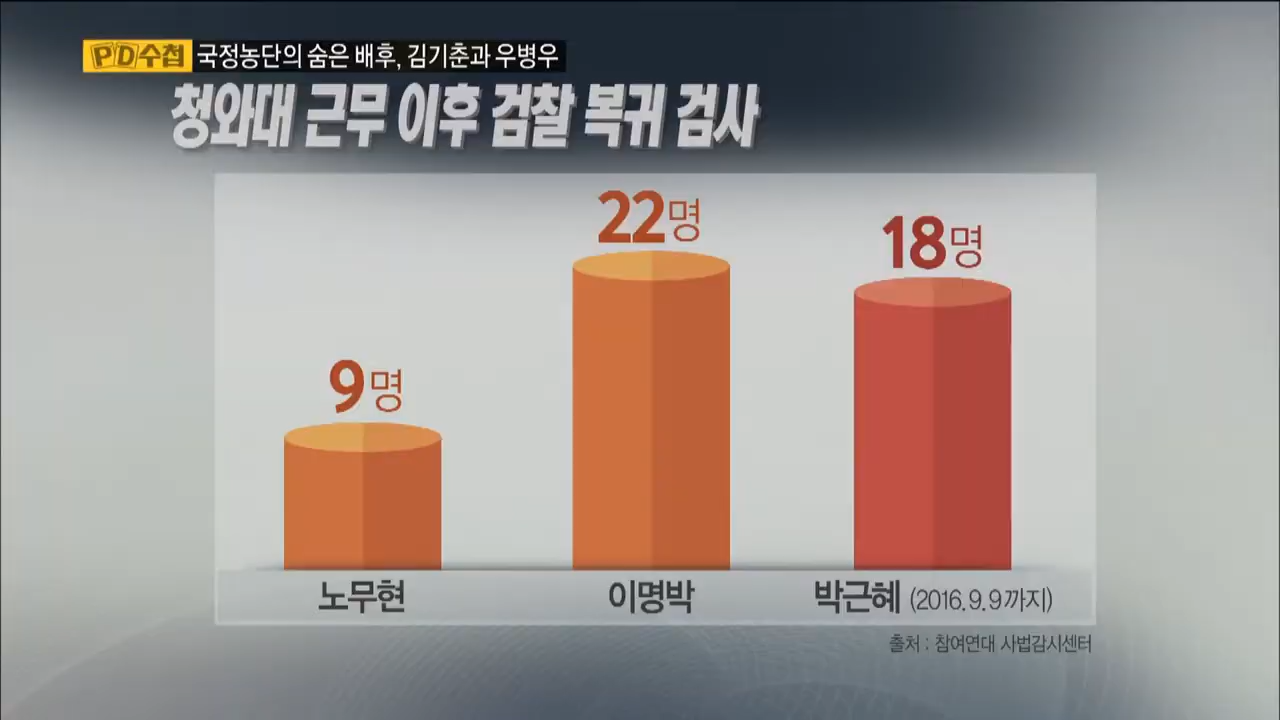 PD수첩 국정농단의 숨은 배후, 김기춘과 우병우
청와대 근무 이후 검찰 복귀 검사
9명
22명
18명
노무현
이명박
박근혜 (2016.9.9까지)
출처 : 참여연대 사법감시센터